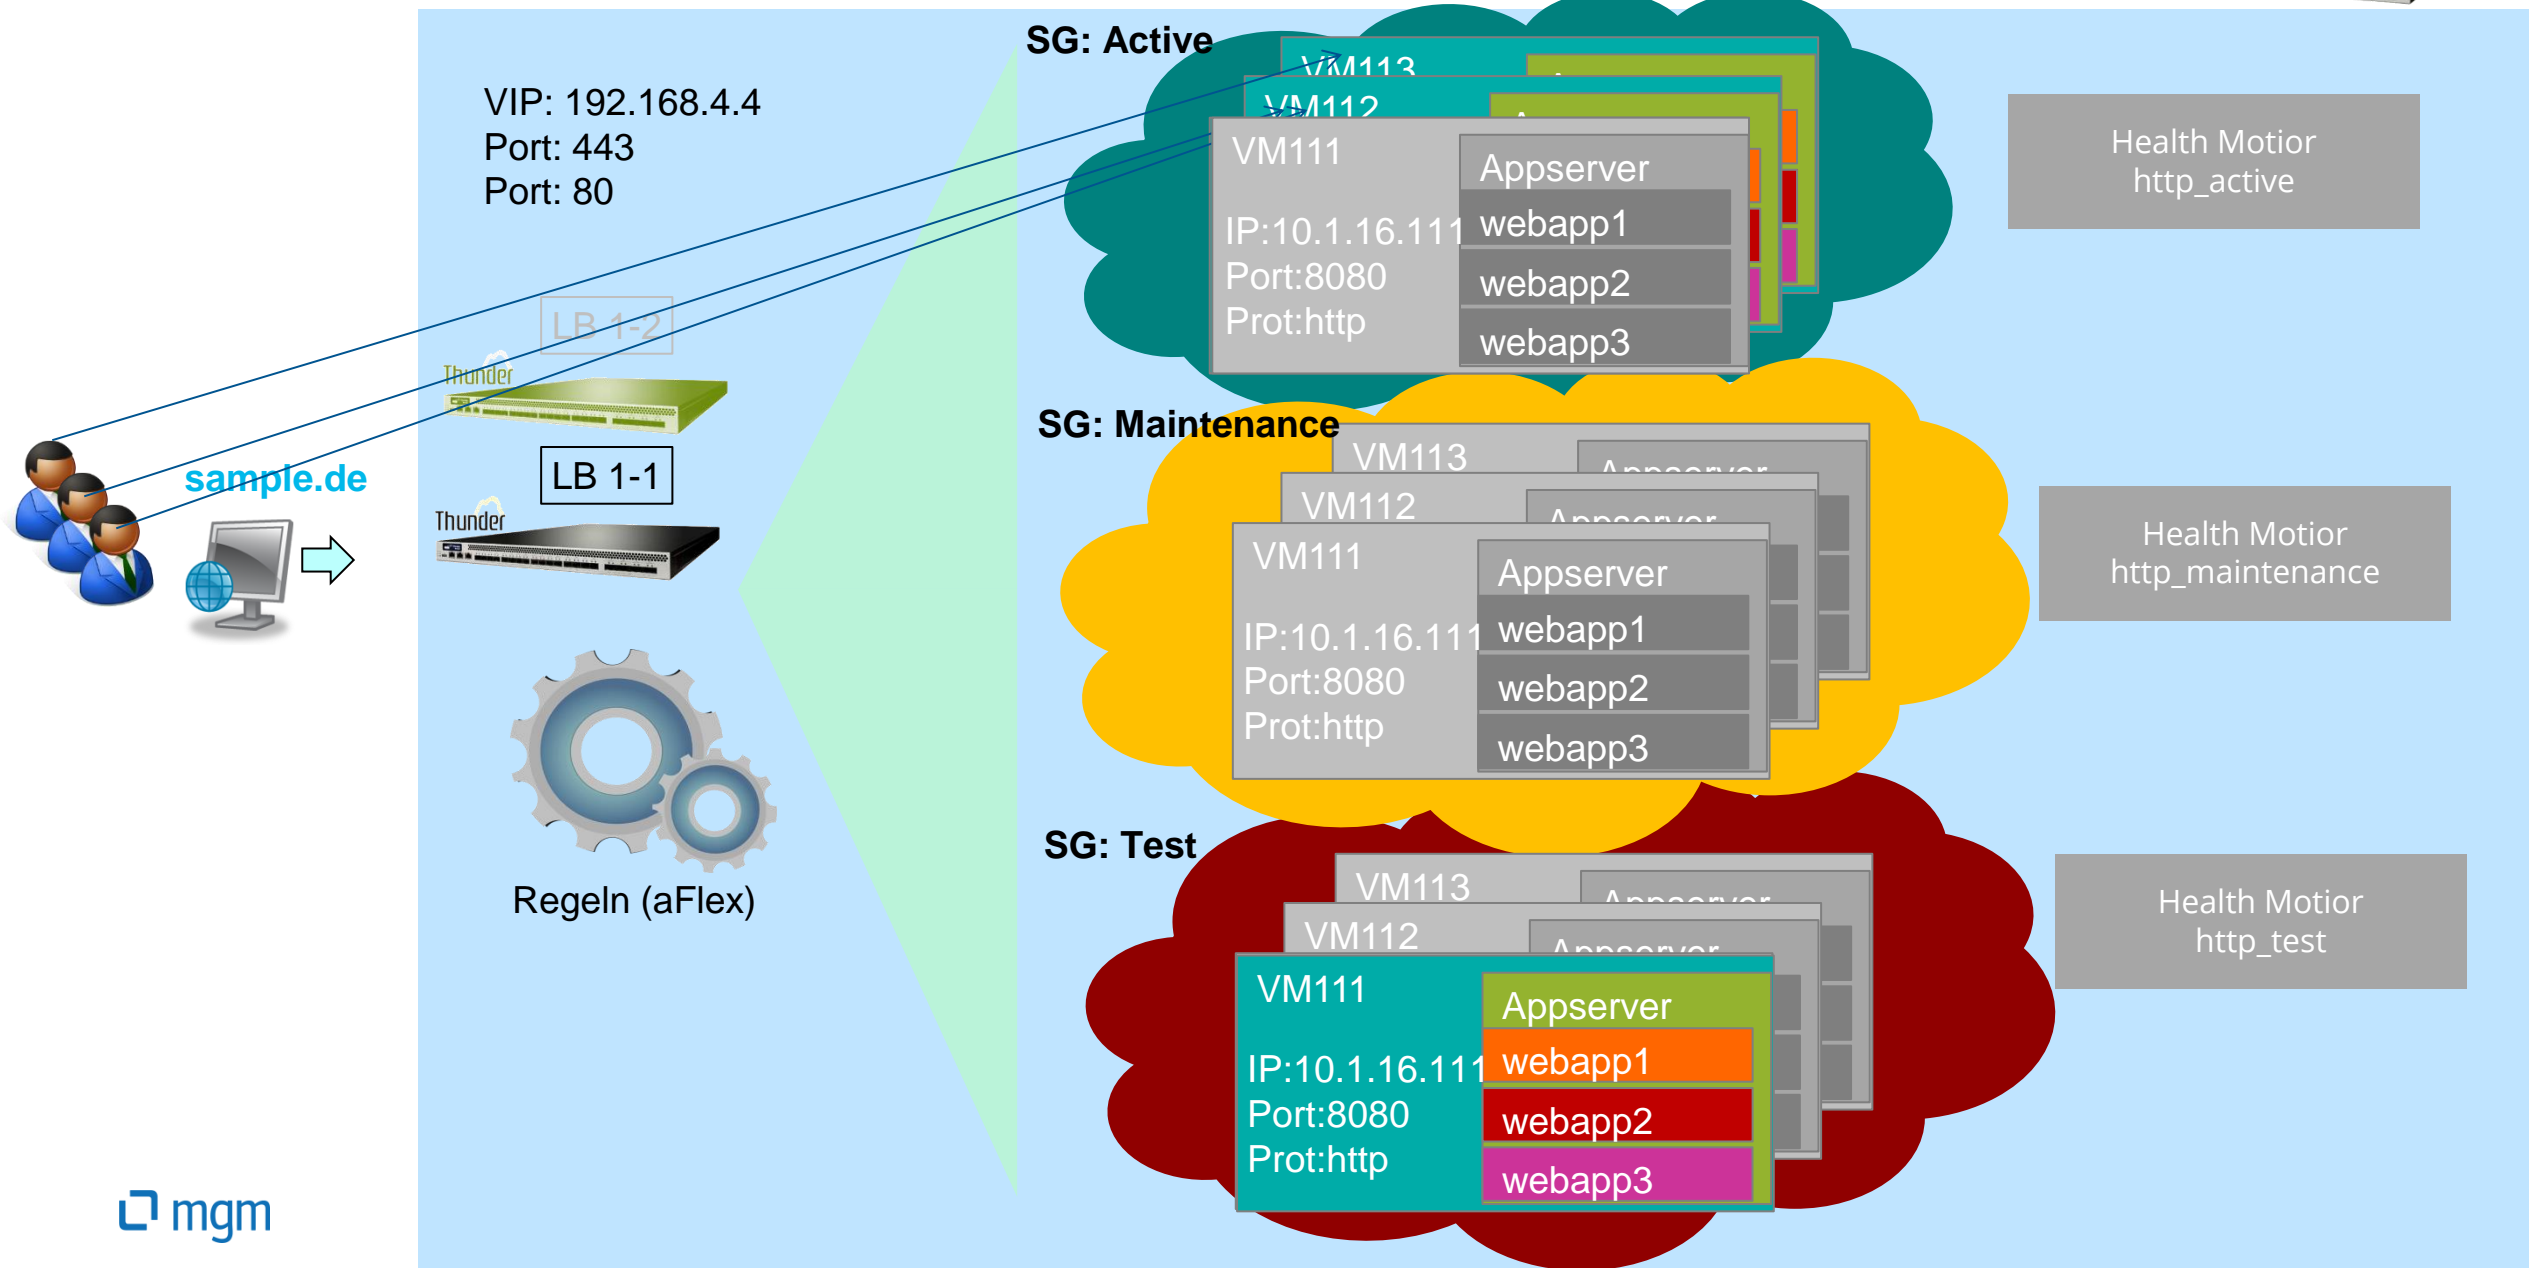 SG: Active
VIP: 192.168.4.4
Port: 443
Port: 80
VM113
VM112
VM111
IP:10.1.16.111
Port:8080
Prot:http
Appserver
webapp1
webapp2
webapp3
Health Motior
http_active
LB 1-2
Thunder
LB 1-1
Thunder
sample.de
Regeln (aFlex)
SG: Maintenance
VM113
Appserver
VM112
Appserver
VM111
IP:10.1.16.111
Port:8080
Prot:http
Appserver
webapp1
webapp2
webapp3
Health Motior
http_maintenance
SG: Test
VM113
Appserver
VM112
Appserver
VM111
IP:10.1.16.111
Port:8080
Prot:http
Appserver
webapp1
webapp2
webapp3
Health Motior
http_test
mgm